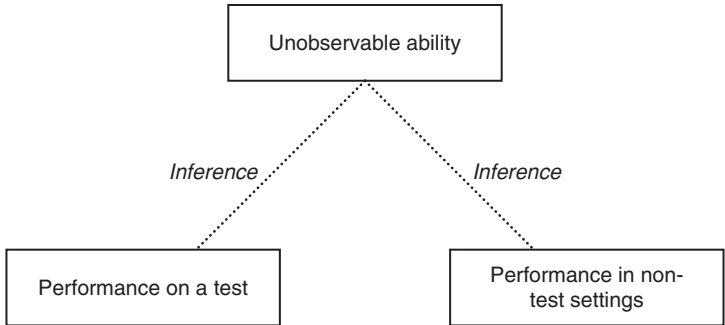 Unobservable ability
Inference
Inference
Performance on a test
Performance in non-
test settings